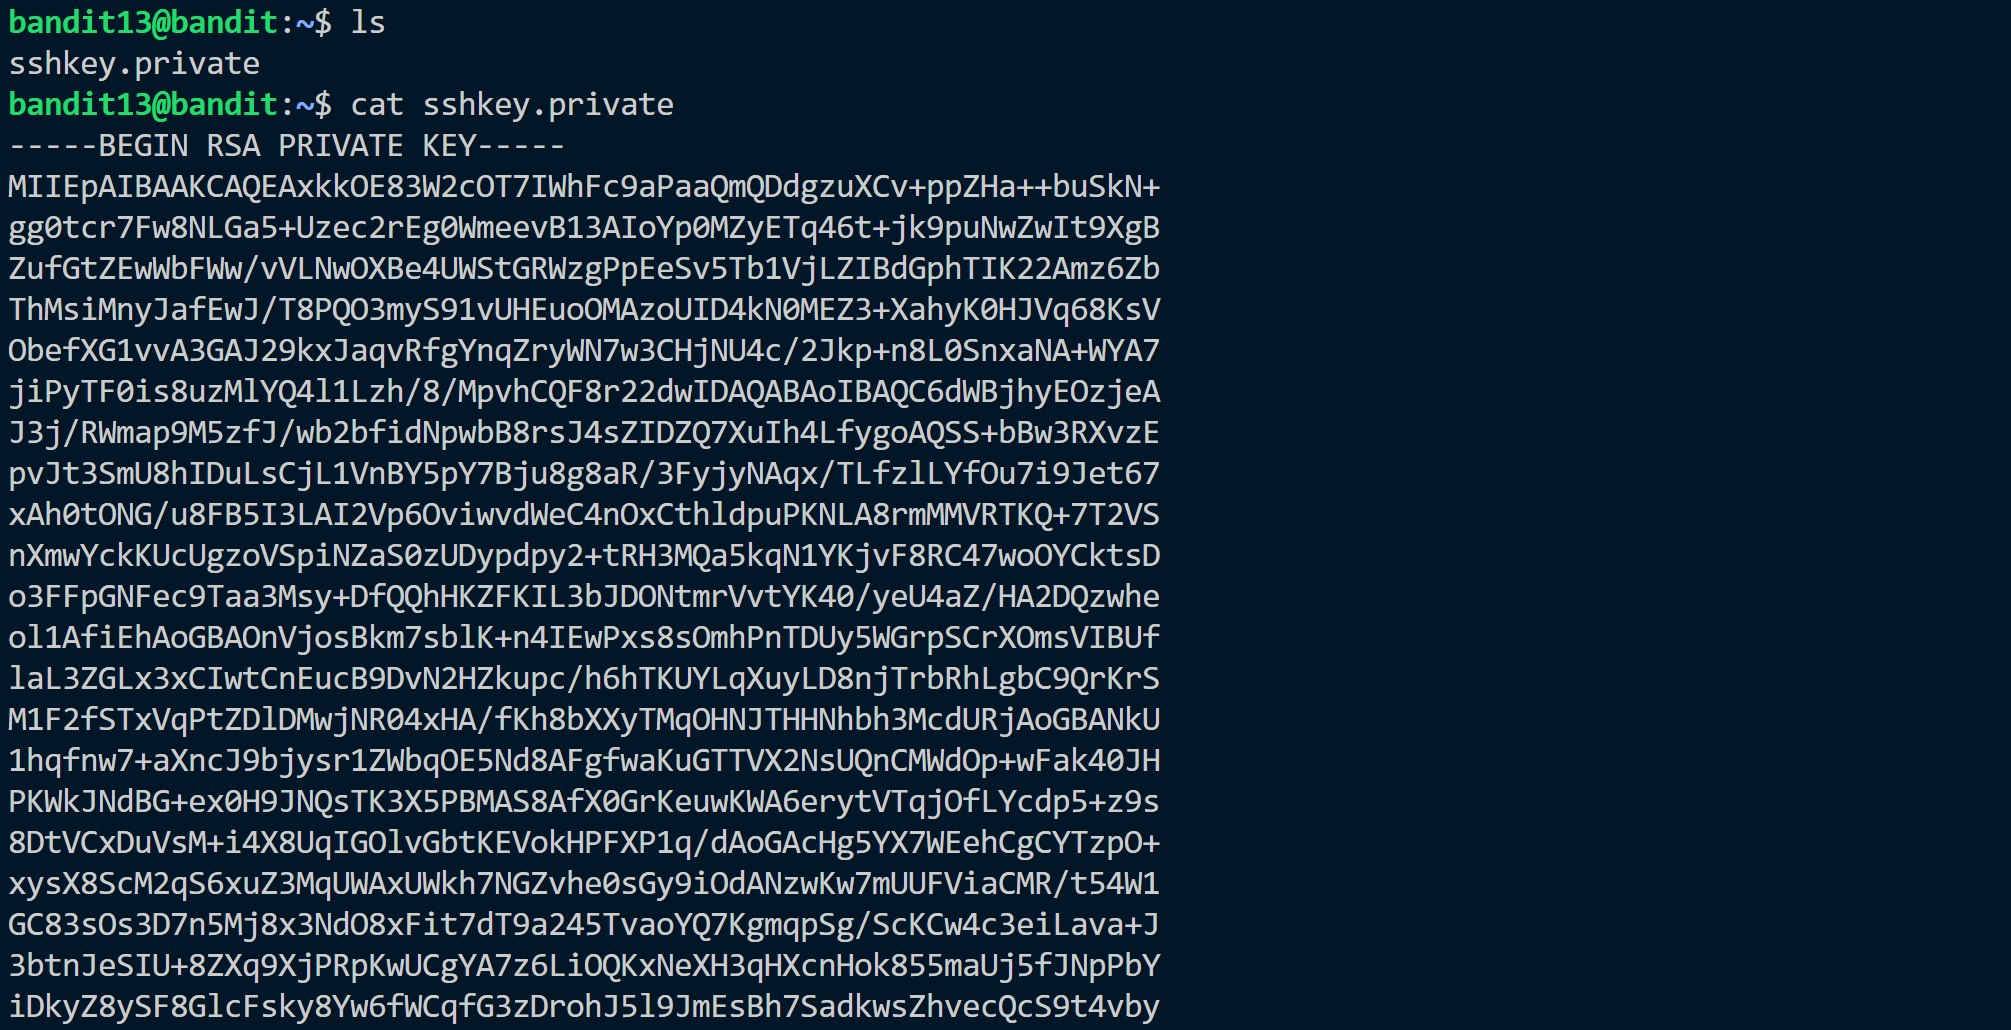 bandit13@bandit:~$ ls
sshkey.private
bandit13@bandit:~$ cat sshkey.private
-----BEGIN RSA PRIVATE KEY-----
MIIEpAIBAAKCAQEAxkkOE83W2cOT7IWhFc9aPaaQmQDdgzuXCv+ppZHa++buSkN+
gg0tcr7Fw8NLGa5+Uzec2rEg0WmeevB13AIoYp0MZyETq46t+jk9puNwZwIt9XgB
ZufGtZEwWbFWw/vVLNwOXBe4UWStGRWzgPpEeSv5Tb1VjLZIBdGphTIK22Amz6Zb
ThMsiMnyJafEwJ/T8PQO3myS91vUHEuoOMAzoUID4kN0MEZ3+XahyK0HJVq68KsV
ObefXG1vvA3GAJ29kxJaqvRfgYnqZryWN7w3CHjNU4c/2Jkp+n8L0SnxaNA+WYA7
jiPyTF0is8uzMlYQ4l1Lzh/8/MpvhCQF8r22dwIDAQABAoIBAQC6dWBjhyEOzjeA
J3j/RWmap9M5zfJ/wb2bfidNpwbB8rsJ4sZIDZQ7XuIh4LfygoAQSS+bBw3RXvzE
pvJt3SmU8hIDuLsCjL1VnBY5pY7Bju8g8aR/3FyjyNAqx/TLfzlLYfOu7i9Jet67
xAh0tONG/u8FB5I3LAI2Vp6OviwvdWeC4nOxCthldpuPKNLA8rmMMVRTKQ+7T2VS
nXmwYckKUcUgzoVSpiNZaS0zUDypdpy2+tRH3MQa5kqN1YKjvF8RC47woOYCktsD
o3FFpGNFec9Taa3Msy+DfQQhHKZFKIL3bJDONtmrVvtYK40/yeU4aZ/HA2DQzwhe
ol1AfiEhAoGBAOnVjosBkm7sblK+n4IEwPxs8sOmhPnTDUy5WGrpSCrXOmsVIBUf
laL3ZGLx3xCIwtCnEucB9DvN2HZkupc/h6hTKUYLqXuyLD8njTrbRhLgbC9QrKrS
M1F2fSTxVqPtZDlDMwjNR04xHA/fKh8bXXyTMqOHNJTHHNhbh3McdURjAoGBANkU
1hqfnw7+aXncJ9bjysr1ZWbqOE5Nd8AFgfwaKuGTTVX2NsUQnCMWdOp+wFak40JH
PKWkJNdBG+ex0H9JNQsTK3X5PBMAS8AfX0GrKeuwKWA6erytVTqjOfLYcdp5+z9s
8DtVCxDuVsM+i4X8UqIGOlvGbtKEVokHPFXP1q/dAoGAcHg5YX7WEehCgCYTzpO+
xysX8ScM2qS6xuZ3MqUWAxUWkh7NGZvhe0sGy9iOdANzwKw7mUUFViaCMR/t54W1
GC83sOs3D7n5Mj8x3NdO8xFit7dT9a245TvaoYQ7KgmqpSg/ScKCw4c3eiLava+J
3btnJeSIU+8ZXq9XjPRpKwUCgYA7z6LiOQKxNeXH3qHXcnHok855maUj5fJNpPbY
iDkyZ8ySF8GlcFsky8Yw6fWCqfG3zDrohJ5l9JmEsBh7SadkwsZhvecQcS9t4vby